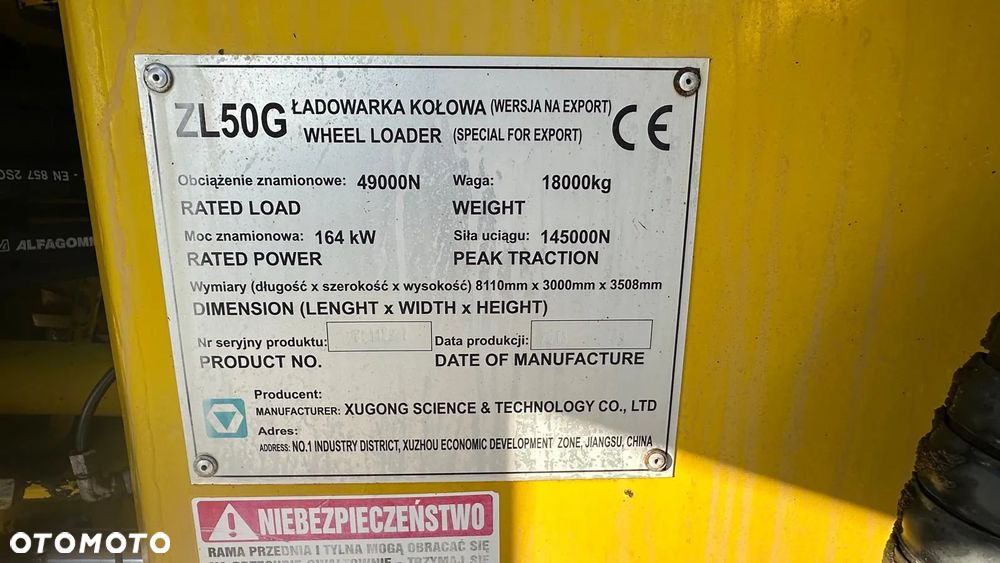 ZL50G ŁADOWARKA KOŁOWA (WERSJA NA EXPORT)
WHEEL LOADER (SPECIAL FOR EXPORT)
CE
Obciążenie znamionowe: 49000N Waga: 18000kg
RATED LOAD WEIGHT
Moc znamionowa: 164 kW Siła uciągu: 145000N
RATED POWER PEAK TRACTION
Wymiary (długość x szerokość x wysokość) 8110mm x 3000mm x 3508mm
DIMENSION (LENGHT x WIDTH x HEIGHT)
Nr seryjny produktu: Data produkcji:
PRODUCT NO. DATE OF MANUFACTURE
Producent:
MANUFACTURER: XUGONG SCIENCE & TECHNOLOGY CO., LTD
Adres:
ADDRESS: NO.1 INDUSTRY DISTRICT, XUZHOU ECONOMIC DEVELOPMENT ZONE, JIANGSU, CHINA
NIEBEZPIECZEŃSTWO
RAMA PRZEDNIA I TYLNA MOGĄ OBRACAĆ SIĘ
- EN 857 2SC
ALFAGOMM
OTOMOTO